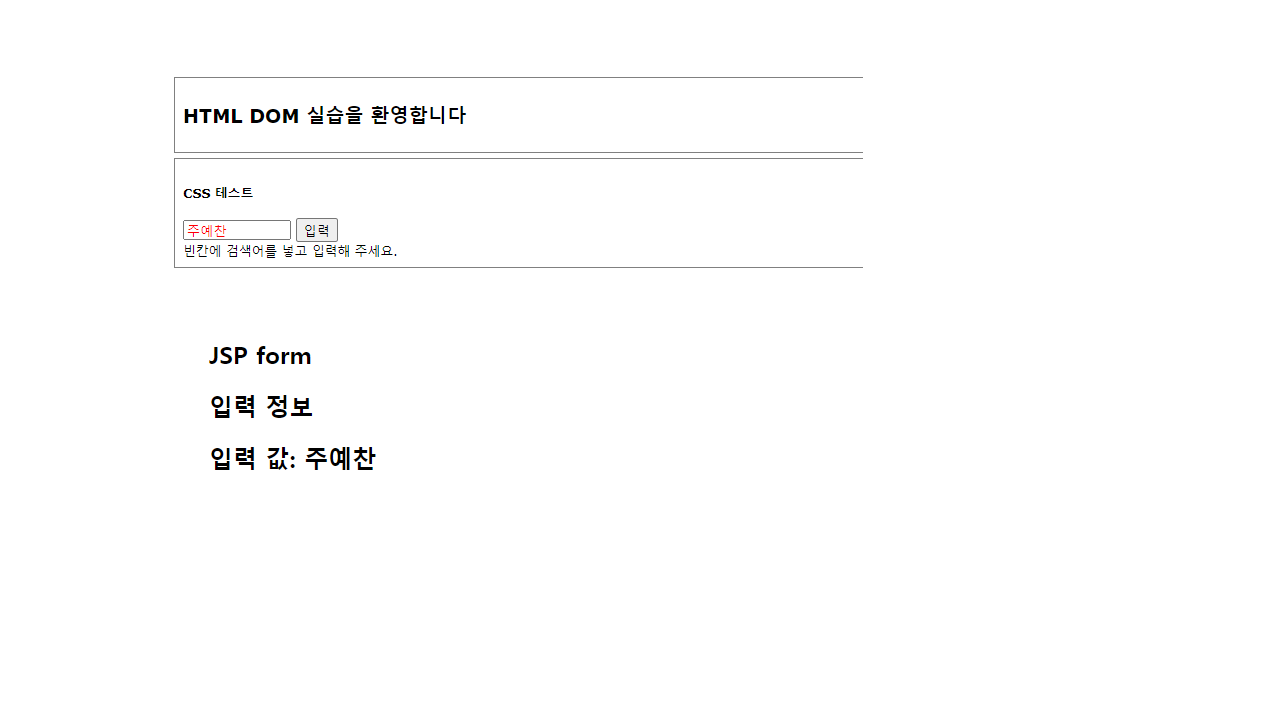 HTML DOM 실습을 환영합니다
CSS 테스트
주예찬 입력
빈칸에 검색어를 넣고 입력해 주세요.
JSP form
입력 정보
입력 값: 주예찬